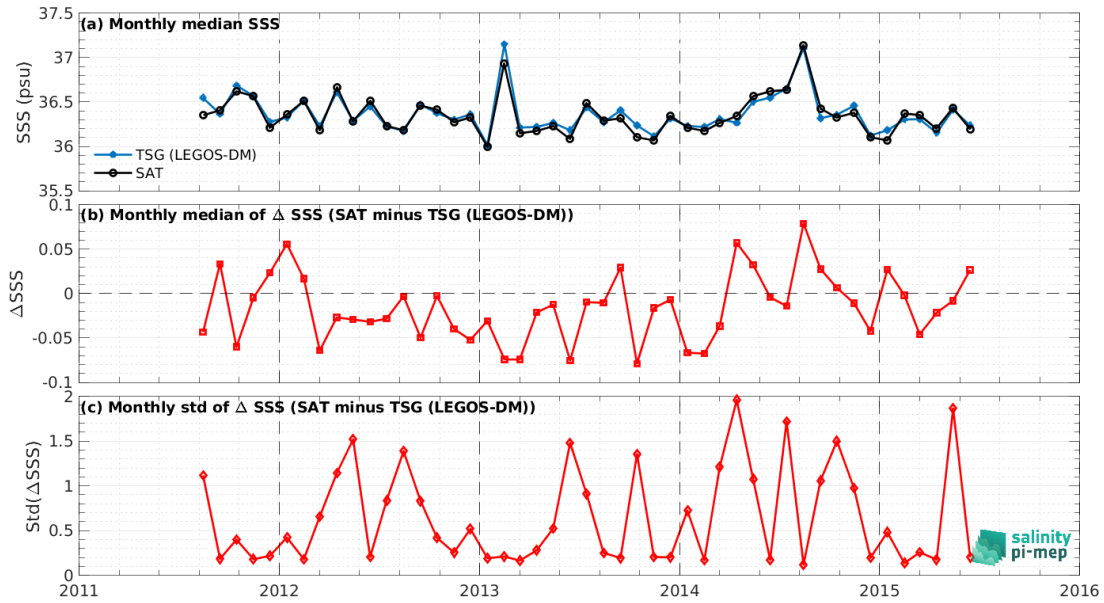 37.5
(a) Monthly median SSS
37
SSS (psu)
36.5
36
TSG (LEGOS-DM)
SAT
35.5
0.1
(b) Monthly median of Δ SSS (SAT minus TSG (LEGOS-DM))
0.05
ΔSSS
0
-0.05
-0.1
2
(c) Monthly std of Δ SSS (SAT minus TSG (LEGOS-DM))
1.5
Std(ΔSSS)
1
0.5
salinity
pi-mep
0
2011 2012 2013 2014 2015 2016